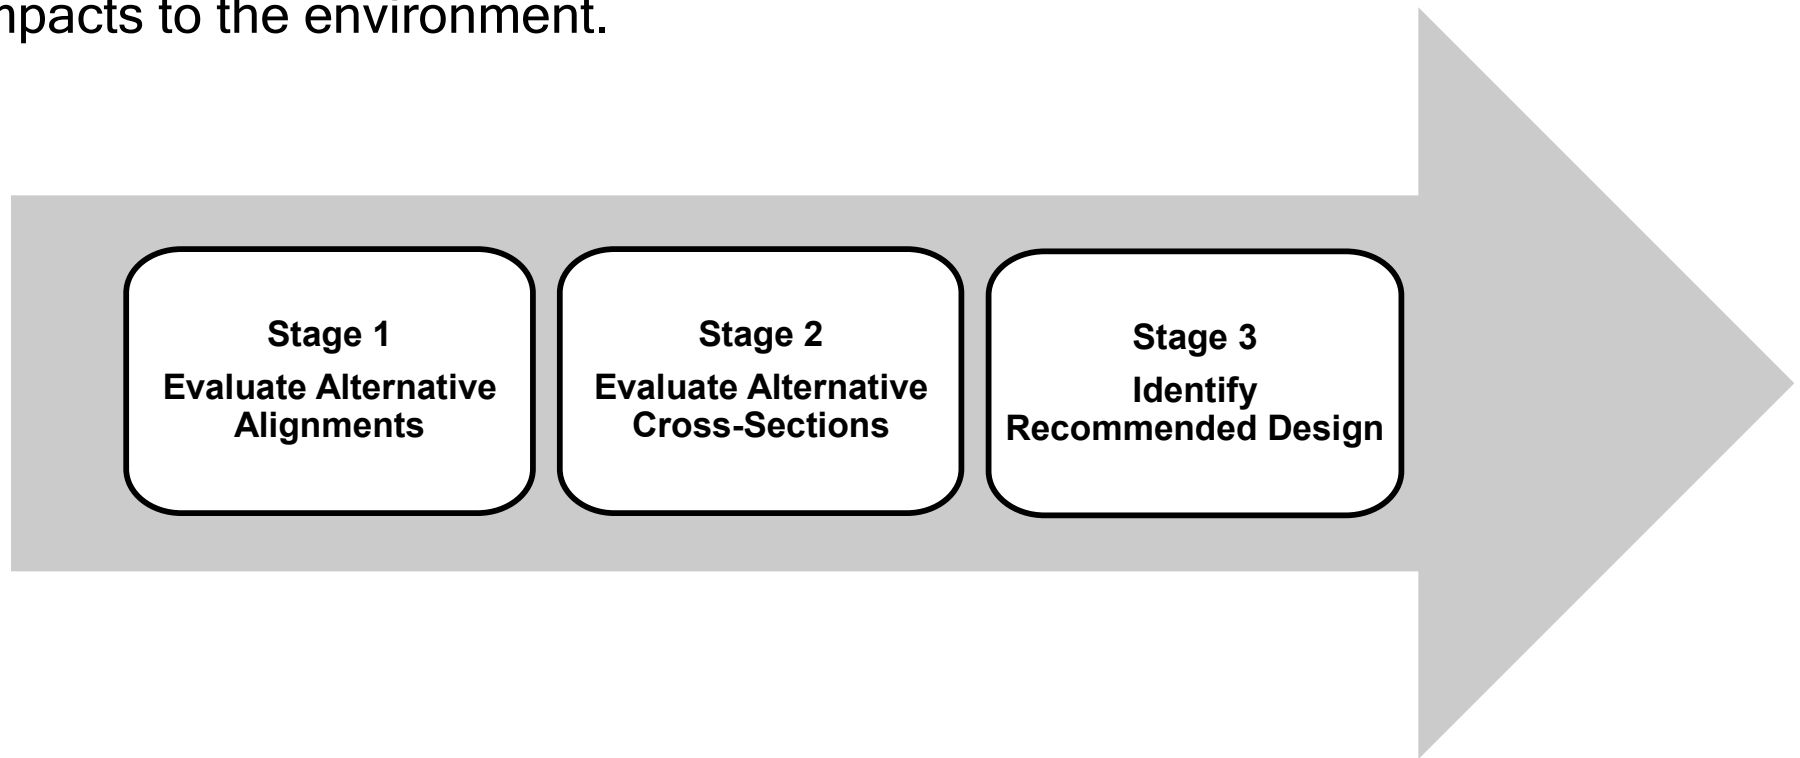 to the environment.
Stage 1
Evaluate Alternative
Alignments
Stage 2
Evaluate Alternative
Cross-Sections
Stage 3
Identify
Recommended Design